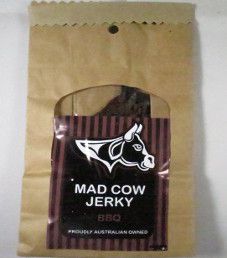 MAD COW
JERKY
BBQ
PROUDLY AUSTRALIAN OWNED